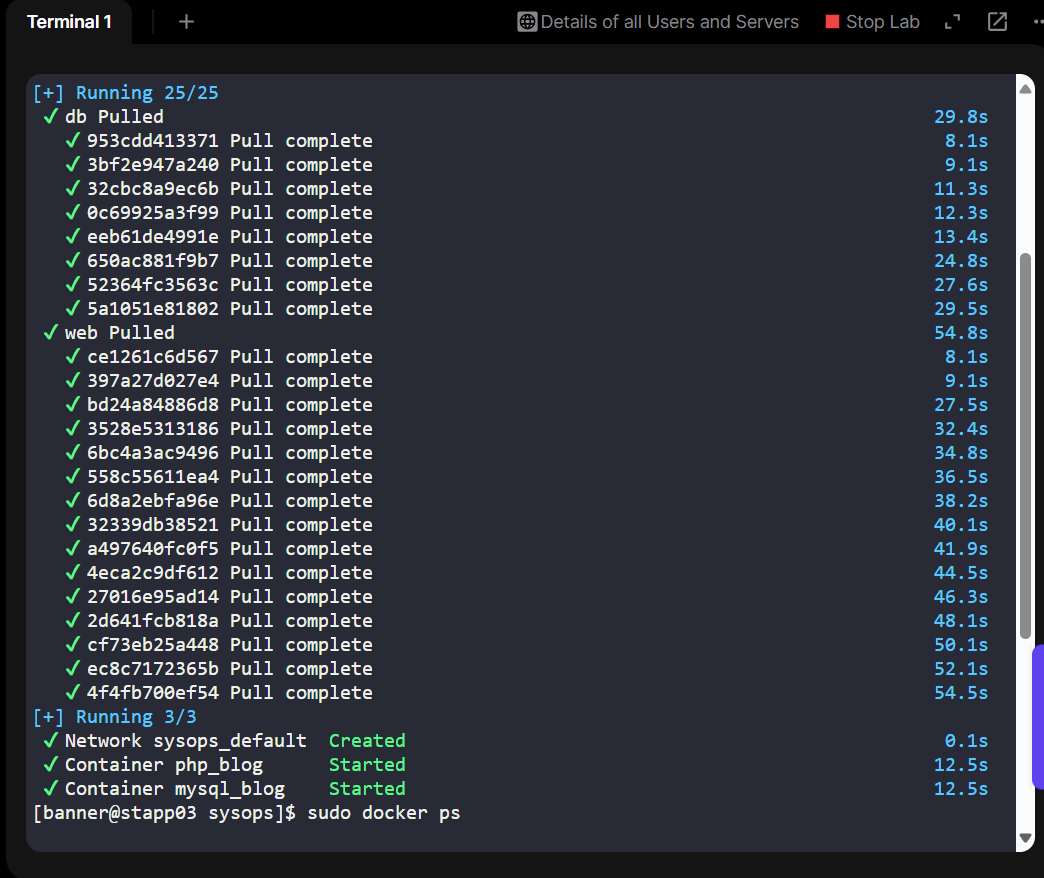 Terminal 1 + Details of all Users and Servers Stop Lab
[+] Running 25/25
✓ db Pulled 29.8s
✓ 953cdd413371 Pull complete 8.1s
✓ 3bf2e947a240 Pull complete 9.1s
✓ 32cbc8a9ec6b Pull complete 11.3s
✓ 0c69925a3f99 Pull complete 12.3s
✓ eeb61de4991e Pull complete 13.4s
✓ 650ac881f9b7 Pull complete 24.8s
✓ 52364fc3563c Pull complete 27.6s
✓ 5a1051e81802 Pull complete 29.5s
✓ web Pulled 54.8s
✓ ce1261c6d567 Pull complete 8.1s
✓ 397a27d027e4 Pull complete 9.1s
✓ bd24a84886d8 Pull complete 27.5s
✓ 3528e5313186 Pull complete 32.4s
✓ 6bc4a3ac9496 Pull complete 34.8s
✓ 558c55611ea4 Pull complete 36.5s
✓ 6d8a2ebfa96e Pull complete 38.2s
✓ 32339db38521 Pull complete 40.1s
✓ a497640fc0f5 Pull complete 41.9s
✓ 4eca2c9df612 Pull complete 44.5s
✓ 27016e95ad14 Pull complete 46.3s
✓ 2d641fcb818a Pull complete 48.1s
✓ cf73eb25a448 Pull complete 50.1s
✓ ec8c7172365b Pull complete 52.1s
✓ 4f4fb700ef54 Pull complete 54.5s
[+] Running 3/3
✓ Network sysops_default Created 0.1s
✓ Container php_blog Started 12.5s
✓ Container mysql_blog Started 12.5s
[banner@stapp03 sysops]$ sudo docker ps